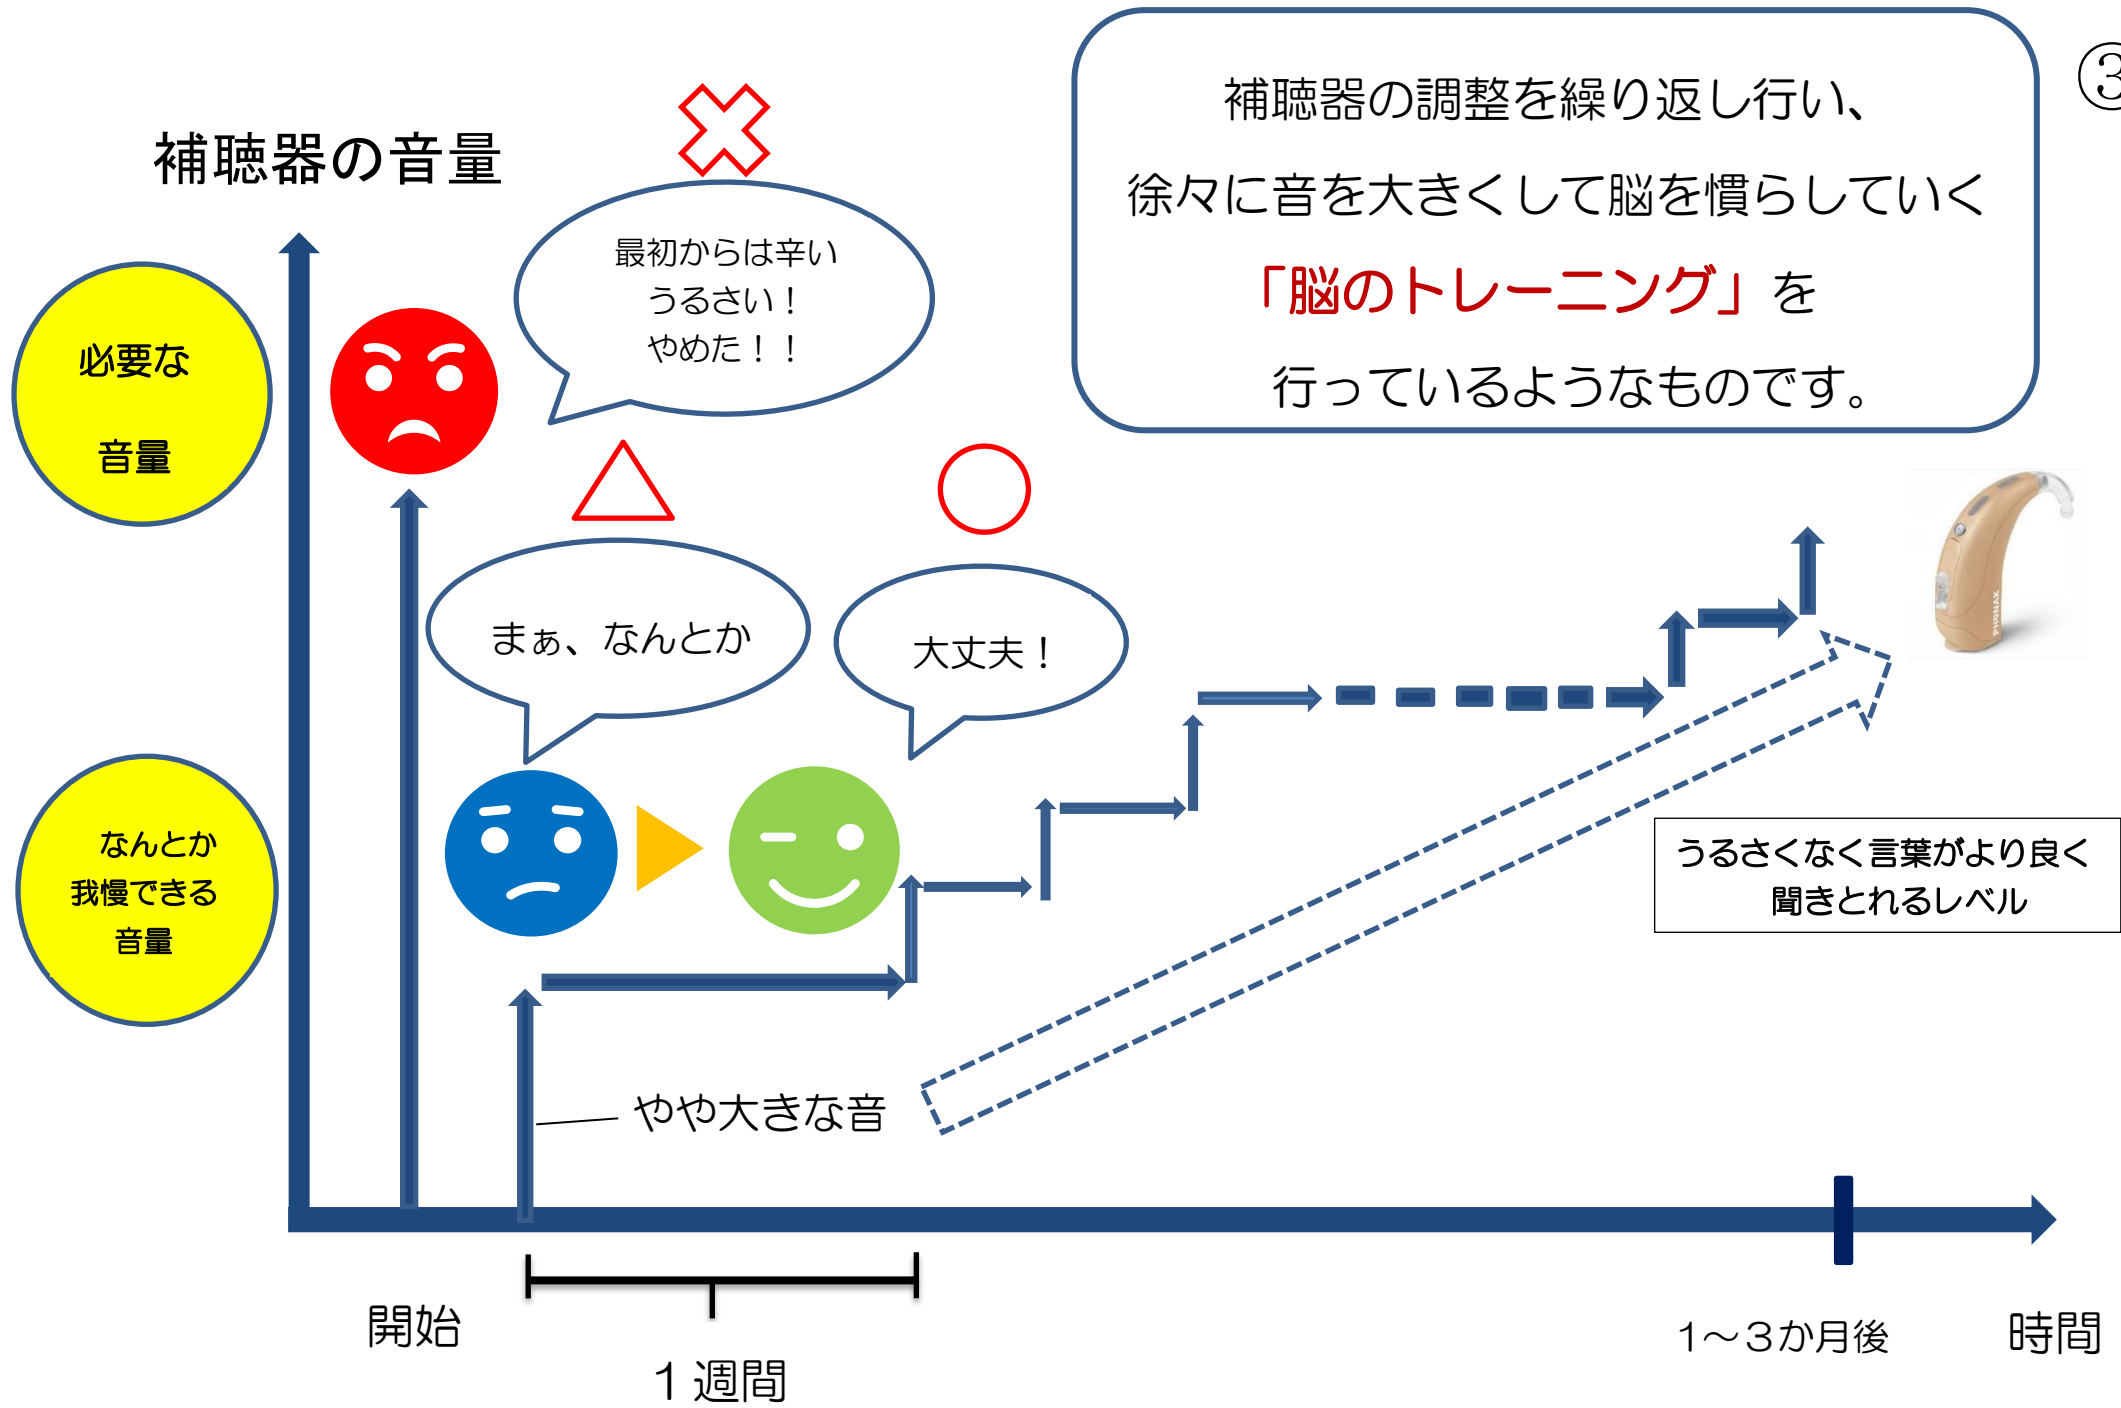 ③
補聴器の調整を繰り返し行い、
徐々に音を大きくして脳を慣らしていく
「脳のトレーニング」を
行っているようなものです。
補聴器の音量
最初からは辛い
うるさい！
やめた！！
必要な
音量
まぁ、なんとか
大丈夫！
PHONAK
なんとか
我慢できる
音量
うるさくなく言葉がより良く
聞きとれるレベル
やや大きな音
開始
１週間
1～３か月後
時間